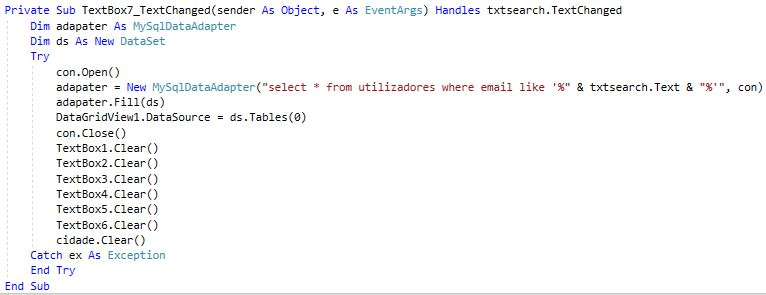 Private Sub TextBox7_TextChanged(sender As Object, e As EventArgs) Handles txtsearch.TextChanged
Dim adapater As MySqlDataAdapter
Dim ds As New DataSet
Try
con.Open()
adapater = New MySqlDataAdapter("select * from utilizadores where email like '%" & txtsearch.Text & "%'", con)
adapater.Fill(ds)
DataGridView1.DataSource = ds.Tables(0)
con.Close()
TextBox1.Clear()
TextBox2.Clear()
TextBox3.Clear()
TextBox4.Clear()
TextBox5.Clear()
TextBox6.Clear()
cidade.Clear()
Catch ex As Exception
End Try
End Sub